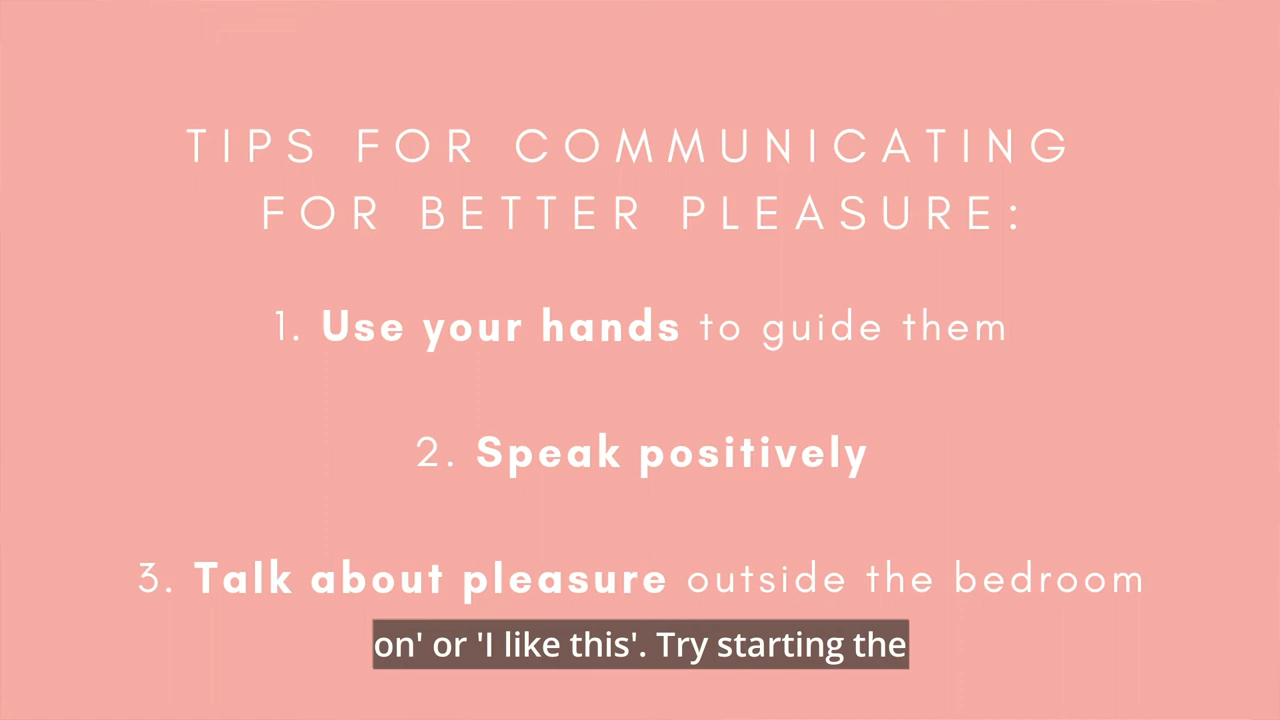 TIPS FOR COMMUNICATING
FOR BETTER PLEASURE:
1. Use your hands to guide them
2. Speak positively
3. Talk about pleasure outside the bedroom
on' or 'I like this'. Try starting the